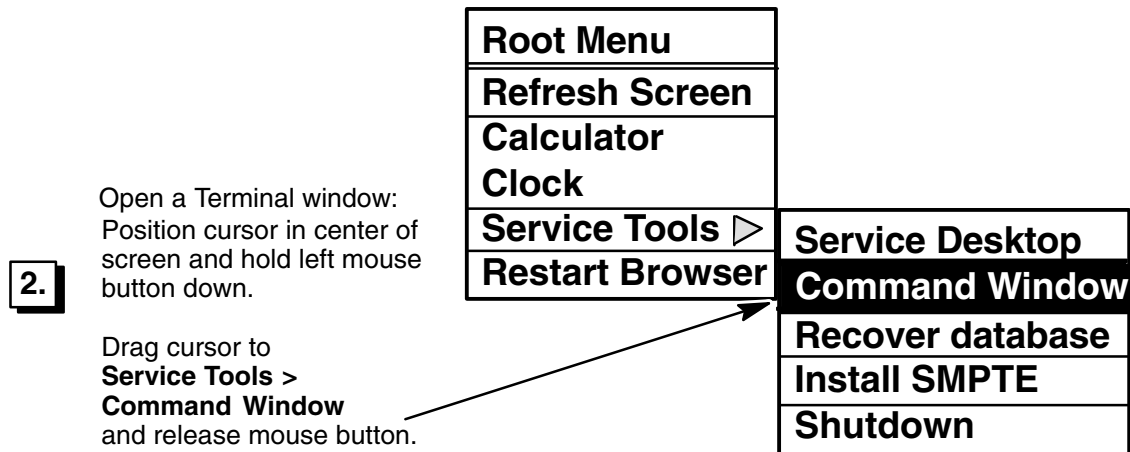 2.
Open a Terminal window:
Position cursor in center of
screen and hold left mouse
button down.
Drag cursor to
Service Tools >
Command Window
and release mouse button.
Root Menu
Refresh Screen
Calculator
Clock
Service Tools
Restart Browser
Service Desktop
Command Window
Recover database
Install SMPTE
Shutdown